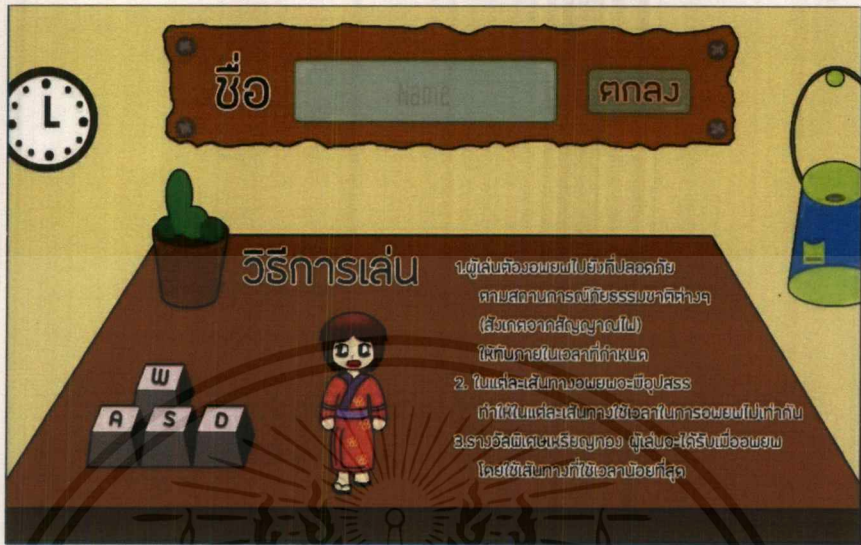 ชื่อ
ตกลง
วิธีการเล่น
1.ผู้เล่นต้องอพยพไปยังที่ปลอดภัย
ตามสถานการณ์ภัยธรรมชาติต่างๆ
(สังเกตจากสัญญาณไฟ)
ให้ทันภายในเวลาที่กำหนด
2. ในแต่ละเส้นทางอพยพจะมีอุปสรร
ทำให้ในแต่ละเส้นทางใช้เวลาในการอพยพไม่เท่ากัน
3.รางวัลพิเศษเหรียญทอง ผู้เล่นจะได้รับเมื่ออพยพ
โดยใช้เส้นทางที่ใช้เวลาน้อยที่สุด
W
A S D